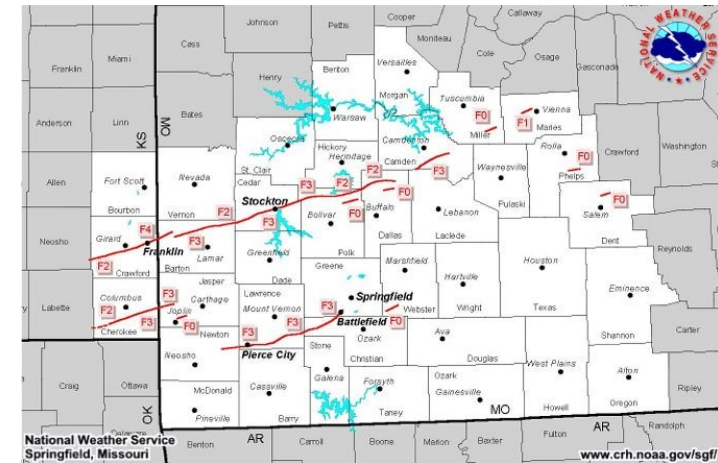 Callaway
Cooper
Johnson
Pettis
Moniteau
Cass
Cole
Osage
Gasconade
Franklin
Miami
Henry
Benton
Versailles
Morgan
Tuscumbia
F0
Miller
F1
Vienna
Maries
Warsaw
Anderson
Linn
KS
MO
Bates
Osceola
St. Clair
Hickory
Hermitage
Camdenton
Camden
F3
Rolla
Phelps
F0
Crawford
Washington
Allen
Fort Scott
Bourbon
Nevada
Vernon
Cedar
F2
F3
Stockton
F3
F2
F2
F0
Waynesville
Pulaski
Salem
F0
Dent
Neosho
Girard
F4
Franklin
F2
Crawford
F3
Lamar
Barton
Greenfield
Dade
Bolivar
F0
Polk
Buffalo
Dallas
Lebanon
Laclede
Reynolds
Labette
Columbus
F2
F3
Cherokee
F3
Jasper
Carthage
Joplin
F0
Lawrence
Mount Vernon
Greene
F3
Springfield
Marshfield
Webster
F0
Hartville
Wright
Houston
Texas
Eminence
Shannon
Carter
Newton
Neosho
F3
F3
Pierce City
Battlefield
Ozark
Stone
Christian
Ava
Douglas
Craig
Ottawa
McDonald
Pineville
Cassville
Barry
Galena
Forsyth
Taney
Ozark
Gainesville
West Plains
Howell
Alton
Oregon
Ripley
OK
Delaware
Benton
AR
Carroll
Boone
Marion
Baxter
MO
Fulton
AR
Randolph
NATIONAL WEATHER SERVICE
National Weather Service
Springfield, Missouri
www.crh.noaa.gov/sgf/